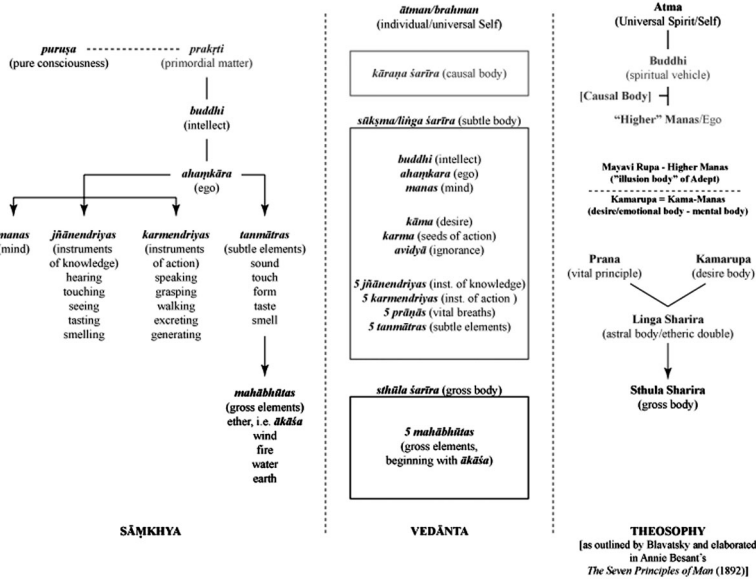 puruṣa
(pure consciousness)
prakṛti
(primordial matter)
buddhi
(intellect)
ahaṃkāra
(ego)
manas
(mind)
jñānendriyas
(instruments
of knowledge)
hearing
touching
seeing
tasting
smelling
karmendriyas
(instruments
of action)
speaking
grasping
walking
excreting
generating
tanmātras
(subtle elements)
sound
touch
form
taste
smell
mahābhūtas
(gross elements)
ether, i.e. ākāśa
wind
fire
water
earth
SĀṂKHYA
ātman/brahman
(individual/universal Self)
kāraṇa śarīra (causal body)
sūkṣma/liṅga śarīra (subtle body)
buddhi (intellect)
ahaṃkara (ego)
manas (mind)
kāma (desire)
karma (seeds of action)
avidyā (ignorance)
5 jñānendriyas (inst. of knowledge)
5 karmendriyas (inst. of action )
5 prāṇās (vital breaths)
5 tanmātras (subtle elements)
sthūla śarīra (gross body)
5 mahābhūtas
(gross elements,
beginning with ākāśa)
VEDĀNTA
Atma
(Universal Spirit/Self)
Buddhi
(spiritual vehicle)
[Causal Body]
“Higher” Manas/Ego
Mayavi Rupa - Higher Manas
("illusion body" of Adept)
Kamarupa = Kama-Manas
(desire/emotional body - mental body)
Prana
(vital principle)
Kamarupa
(desire body)
Linga Sharira
(astral body/etheric double)
Sthula Sharira
(gross body)
THEOSOPHY
[as outlined by Blavatsky and elaborated
in Annie Besant's
The Seven Principles of Man (1892)]